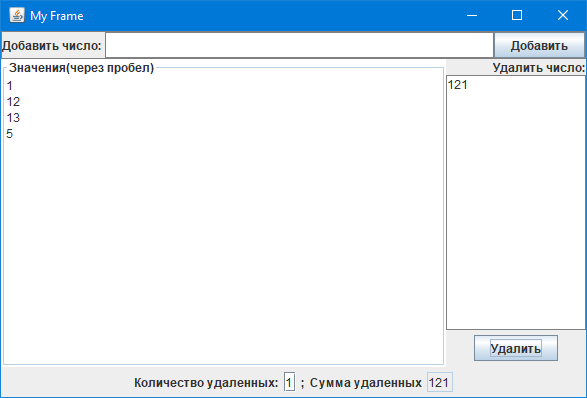 My Frame
Добавить число: Добавить
Значения(через пробел)
1
12
13
5
Удалить число:
121
Удалить
Количество удаленных: 1 ; Сумма удаленных 121